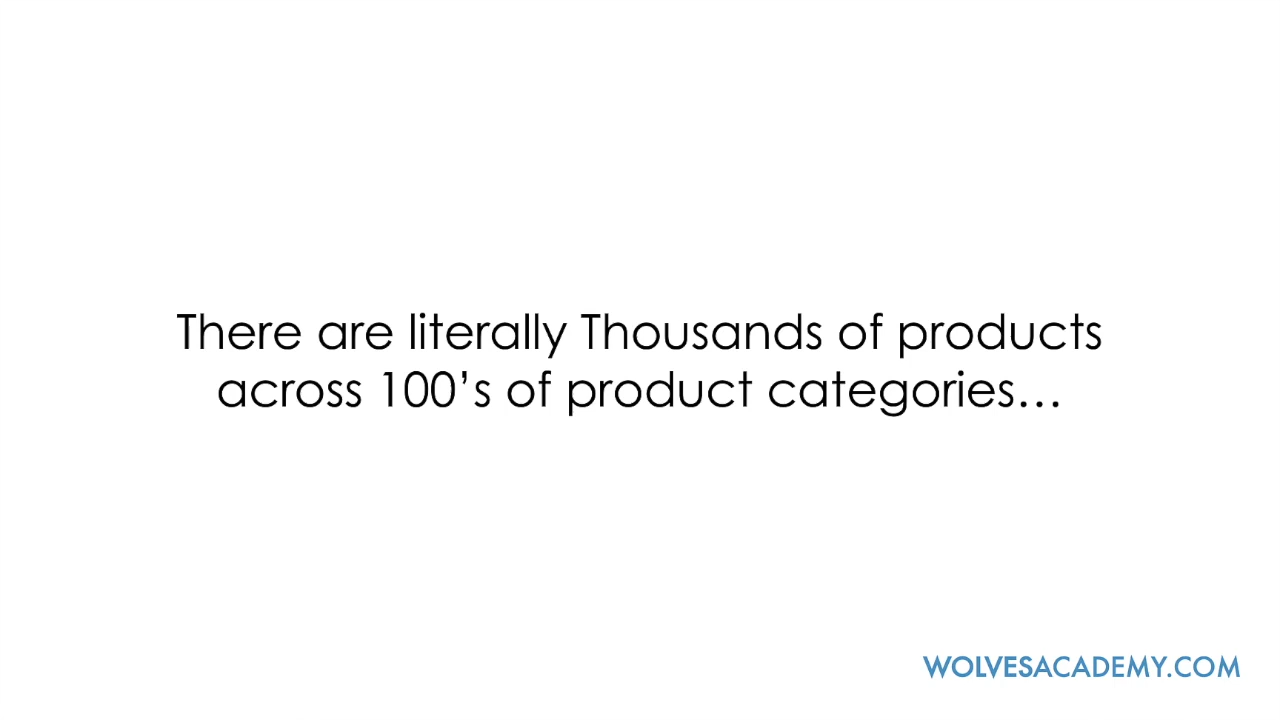 There are literally Thousands of products
across 100’s of product categories…
WOLVESACADEMY.COM